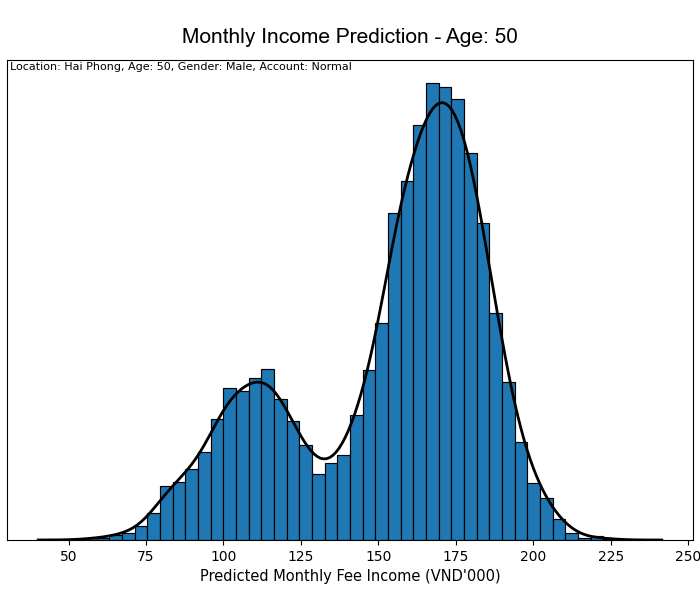 Monthly Income Prediction - Age: 50
Location: Hai Phong, Age: 50, Gender: Male, Account: Normal
50 75 100 125 150 175 200 225 250
Predicted Monthly Fee Income (VND'000)